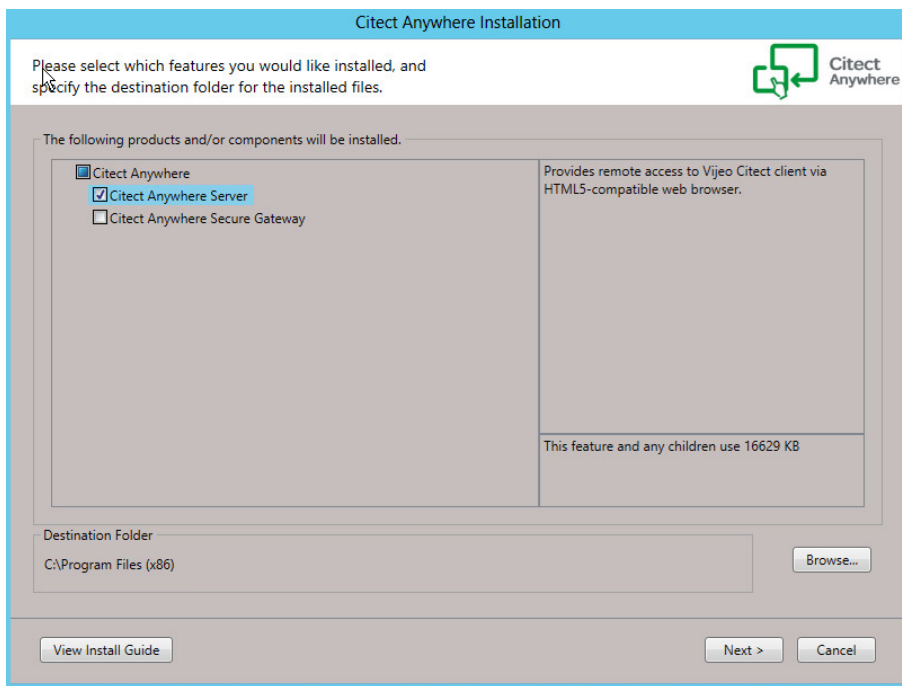 Citect Anywhere Installation
Please select which features you would like installed, and
specify the destination folder for the installed files.
Citect
Anywhere
The following products and/or components will be installed.
Citect Anywhere
Citect Anywhere Server
Citect Anywhere Secure Gateway
Provides remote access to Vijeo Citect client via
HTML5-compatible web browser.
This feature and any children use 16629 KB
Destination Folder
C:\Program Files (x86)
Browse...
View Install Guide
Next >
Cancel